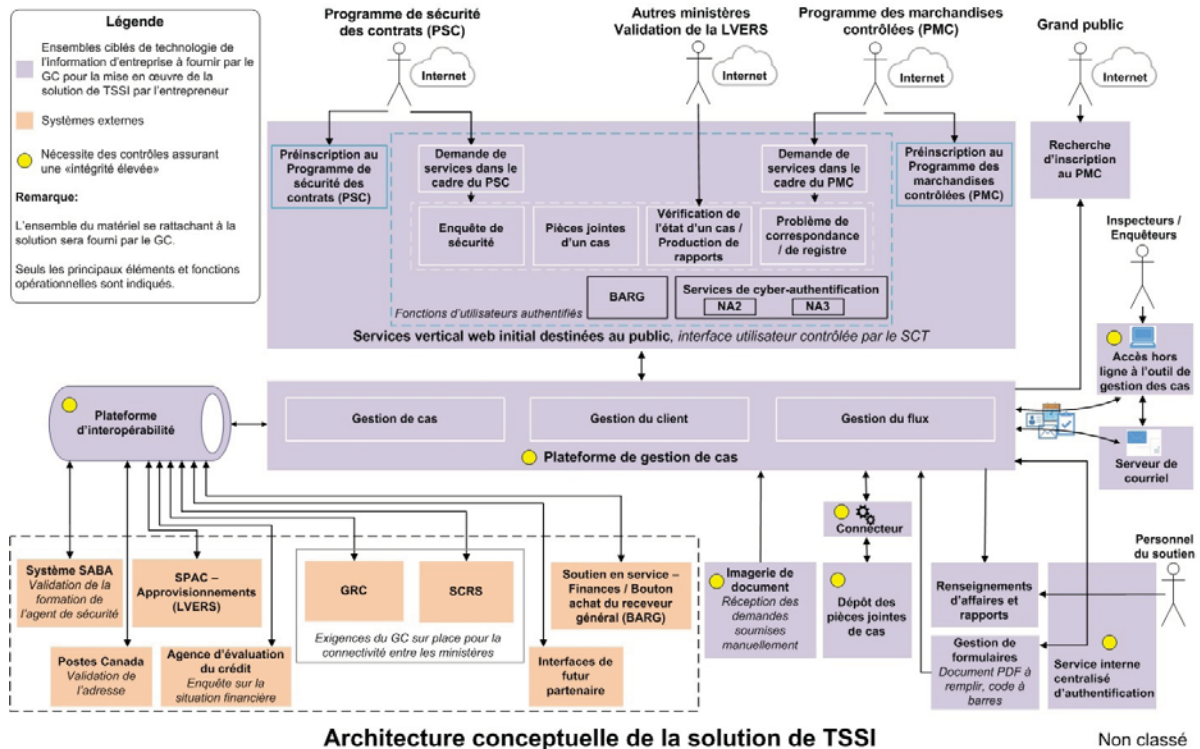 Légende
Ensembles ciblés de technologie de
l'information d'entreprise à fournir par le
GC pour la mise en œuvre de la
solution de TSSI par l'entrepreneur
Systèmes externes
Nécessite des contrôles assurant
une «intégrité élevée»
Remarque:
L'ensemble du matériel se rattachant à la
solution sera fourni par le GC.
Seuls les principaux éléments et fonctions
opérationnelles sont indiqués.
Programme de sécurité
des contrats (PSC)
Internet
Autres ministères
Validation de la LVERS
Internet
Programme des marchandises
contrôlées (PMC)
Internet
Grand public
Internet
Préinscription au
Programme de
sécurité des
contrats (PSC)
Demande de
services dans le
cadre du PSC
Demande de
services dans le
cadre du PMC
Préinscription au
Programme des
marchandises
contrôlées (PMC)
Recherche
d'inscription
au PMC
Enquête de
sécurité
Pièces jointes
d'un cas
Vérification de
l'état d'un cas /
Production de
rapports
Problème de
correspondance
/ de registre
BARG
Services de cyber-authentification
NA2
NA3
Fonctions d'utilisateurs authentifiés
Services vertical web initial destinées au public, interface utilisateur contrôlée par le SCT
Inspecteurs /
Enquêteurs
Accès hors
ligne à l'outil de
gestion des cas
Serveur de
courriel
Plateforme
d'interopérabilité
Gestion de cas
Gestion du client
Gestion du flux
Plateforme de gestion de cas
Connecteur
Système SABA
Validation de la
formation de
l'agent de sécurité
SPAC –
Approvisionnements
(LVERS)
GRC
SCRS
Exigences du GC sur place pour la
connectivité entre les ministères
Soutien en service –
Finances / Bouton
achat du receveur
général (BARG)
Postes Canada
Validation de
l'adresse
Agence d'évaluation
du crédit
Enquête sur la
situation financière
Interfaces de
futur
partenaire
Imagerie de
document
Réception des
demandes
soumises
manuellement
Dépôt des
pièces jointes
de cas
Renseignements
d'affaires et
rapports
Gestion de
formulaires
Document PDF à
remplir, code à
barres
Personnel
du soutien
Service interne
centralisé
d'authentification
Architecture conceptuelle de la solution de TSSI
Non classé